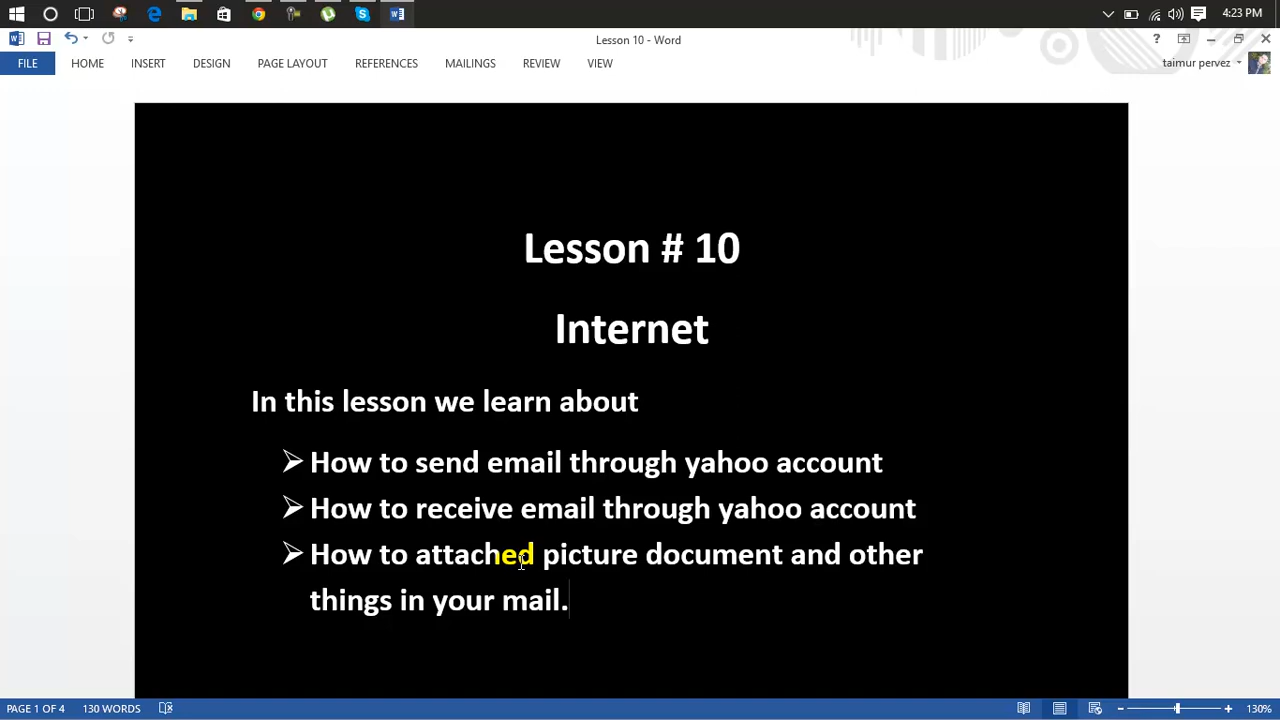 4:23 PM
Lesson 10 - Word
?
FILE HOME INSERT DESIGN PAGE LAYOUT REFERENCES MAILINGS REVIEW VIEW taimur pervez
Lesson # 10
Internet
In this lesson we learn about
➢ How to send email through yahoo account
➢ How to receive email through yahoo account
➢ How to attached picture document and other
things in your mail.
PAGE 1 OF 4 130 WORDS 130%